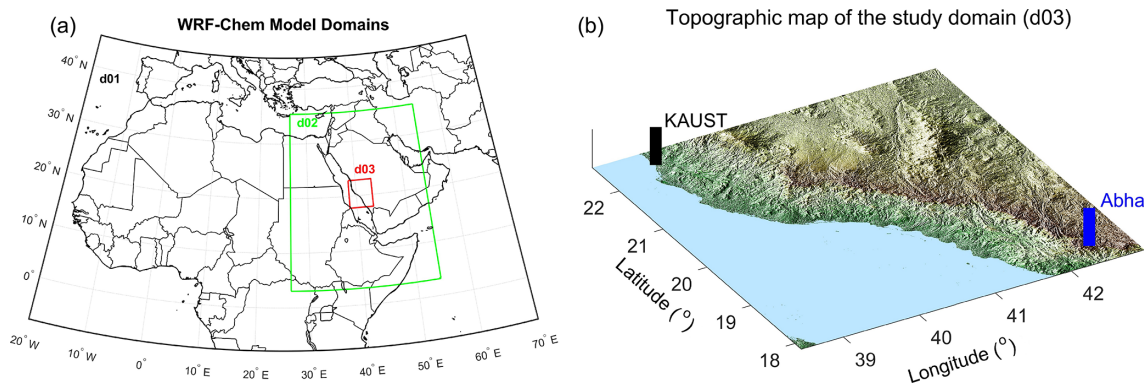 (a)
WRF-Chem Model Domains
d01
d02
d03
40° N
30° N
20° N
10° N
0°
20° W
10° W
0°
10° E
20° E
30° E
40° E
50° E
60° E
70° E
(b)
Topographic map of the study domain (d03)
KAUST
Abha
22
21
20
19
18
Latitude (°)
39
40
41
42
Longitude (°)